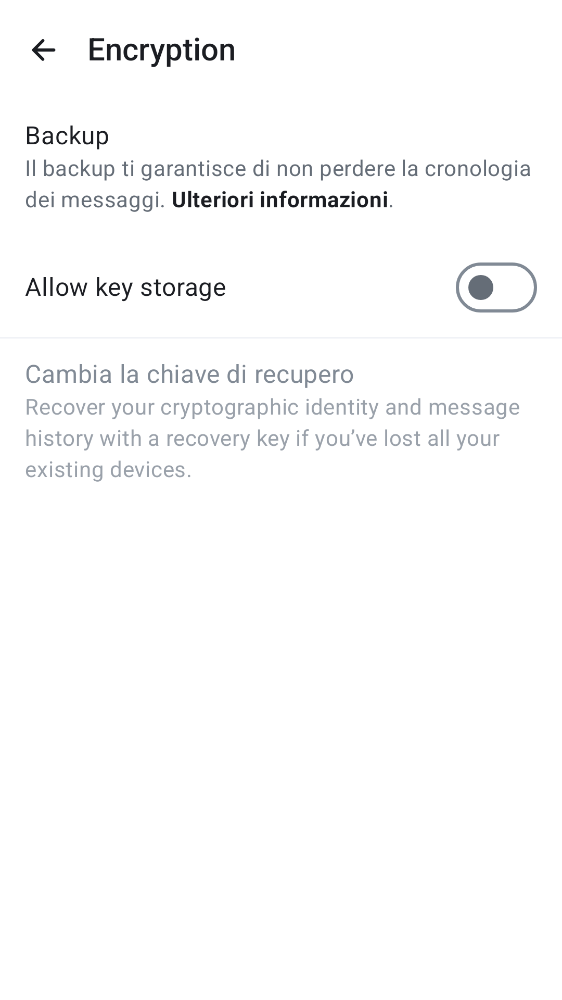 Encryption
Backup
Il backup ti garantisce di non perdere la cronologia
dei messaggi. Ulteriori informazioni.
Allow key storage
Cambia la chiave di recupero
Recover your cryptographic identity and message
history with a recovery key if you’ve lost all your
existing devices.